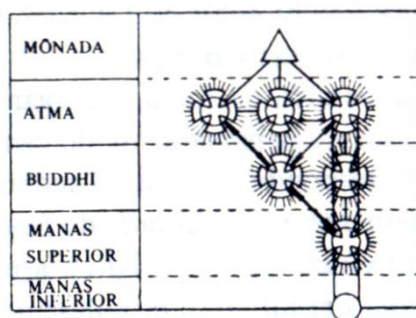 MÔNADA
ATMA
BUDDHI
MANAS
SUPERIOR
MANAS
INFERIOR